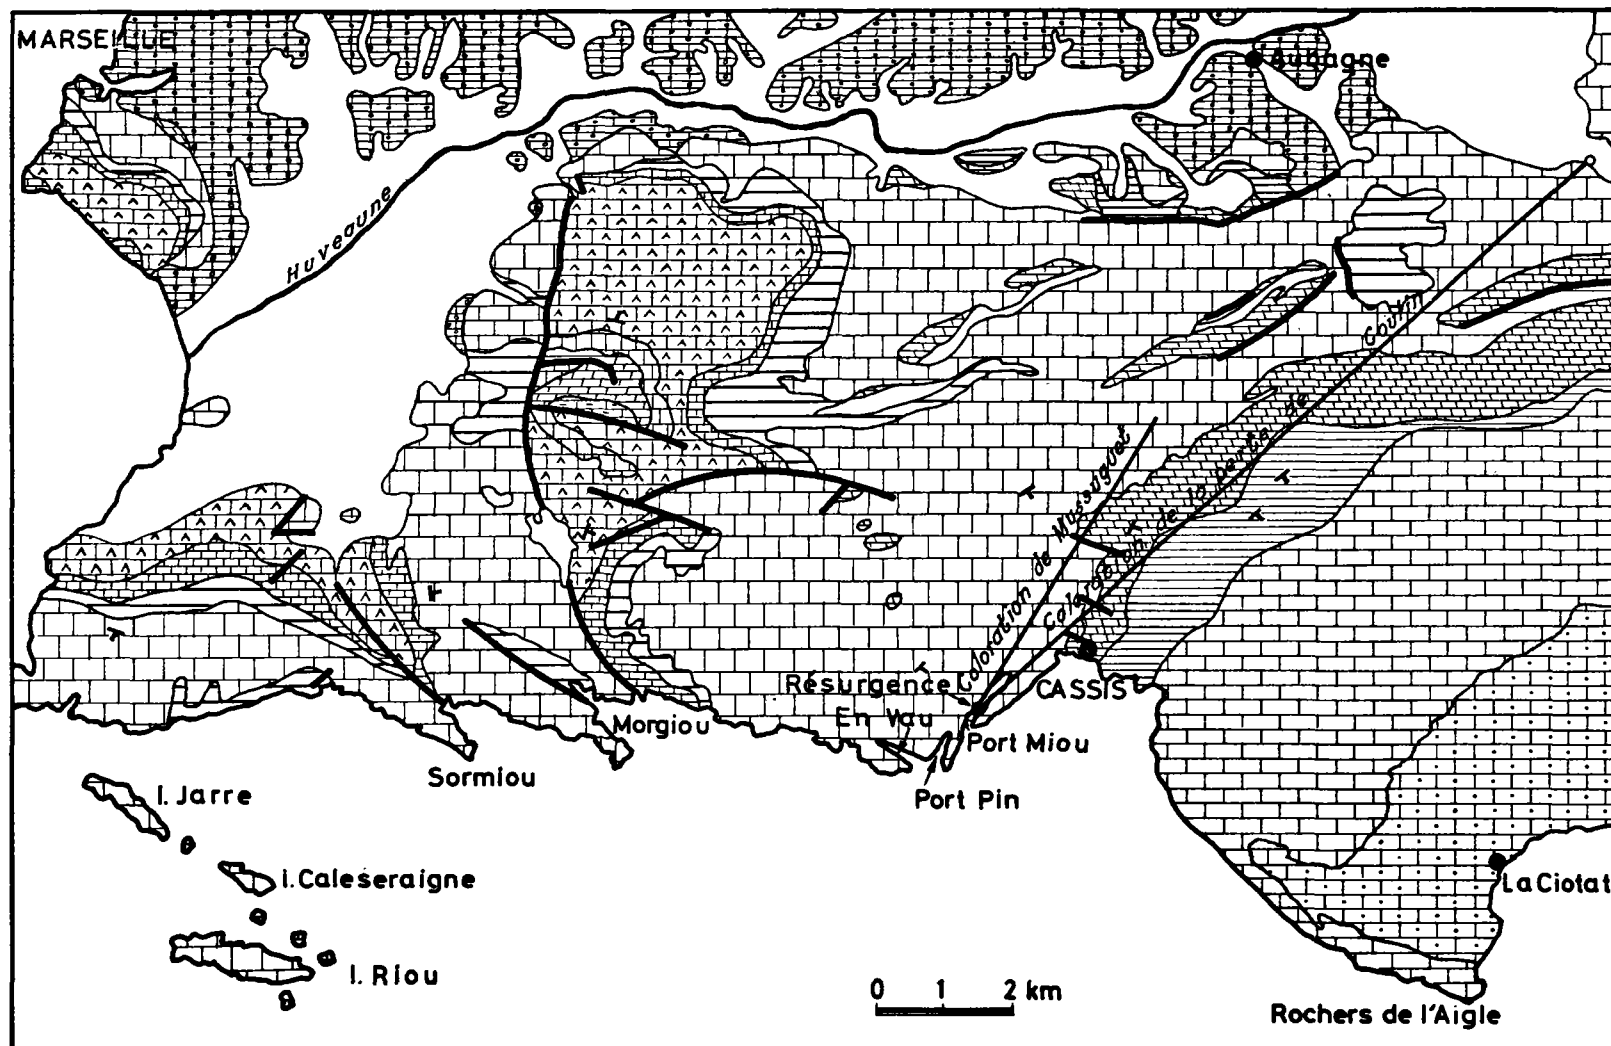 MARSEILLE
Aubagne
Huveaune
Coloration de la perte de Coulin
Coloration de Mussuguet
Résurgence
En Vau
CASSIS
Morgiou
Port Miou
Sormiou
Port Pin
I. Jarre
I. Caleseraigne
La Ciotat
I. Riou
0 1 2 km
Rochers de l'Aigle